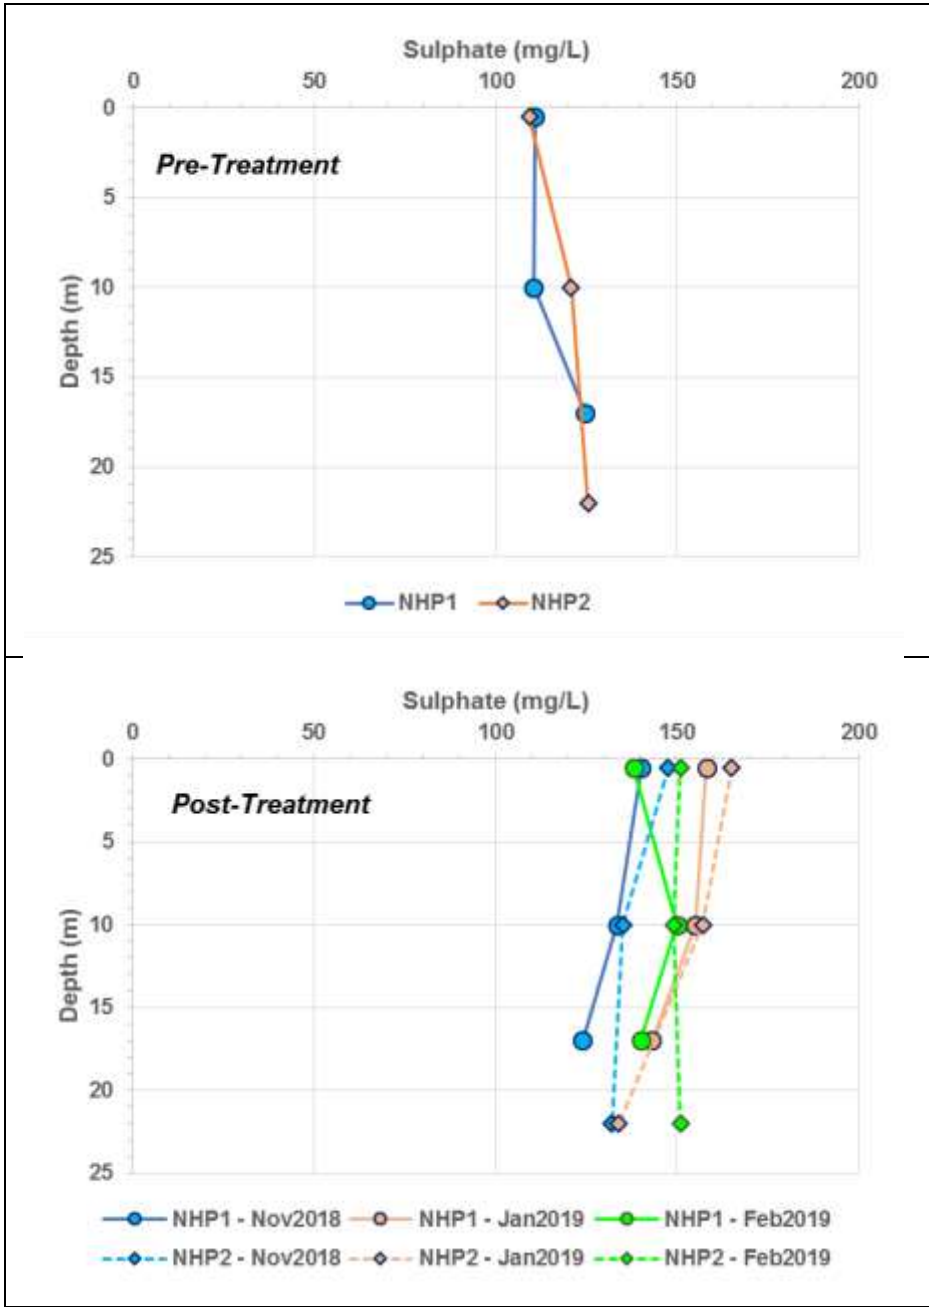 Sulphate (mg/L)
0 50 100 150 200
0
Pre-Treatment
5
10
15
20
25
Depth (m)
NHP1 NHP2
Sulphate (mg/L)
0 50 100 150 200
0
Post-Treatment
5
10
15
20
25
Depth (m)
NHP1 - Nov2018 NHP1 - Jan2019 NHP1 - Feb2019
NHP2 - Nov2018 NHP2 - Jan2019 NHP2 - Feb2019